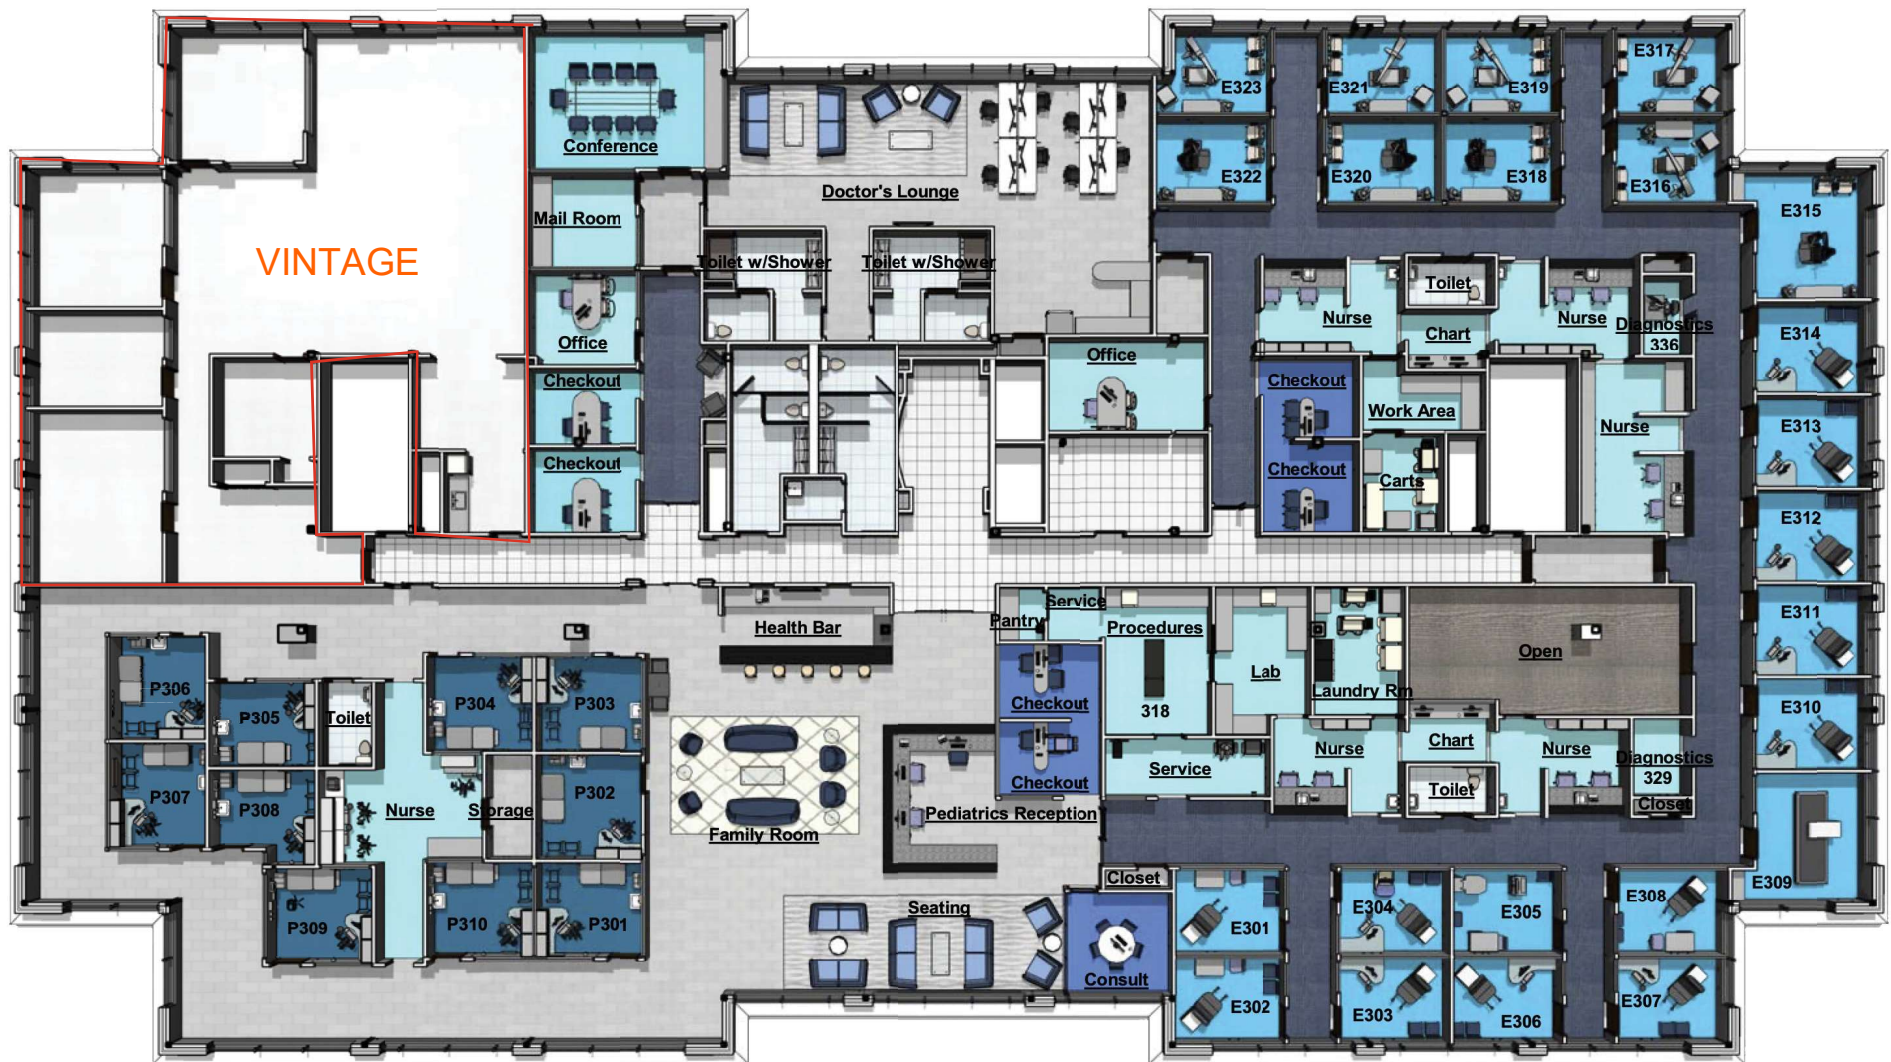 E317
E323
E321
E319
Conference
E322
E320
E318
E316
Doctor's Lounge
E315
Mail Room
VINTAGE
Toilet w/Shower
Toilet w/Shower
Toilet
Nurse
Chart
Nurse
Diagnostics
336
E314
Office
Office
Checkout
Checkout
Work Area
Nurse
E313
Checkout
Checkout
Carts
E312
Service
Pantry
Health Bar
Procedures
E311
Open
Lab
Laundry Rm
P306
P305
Toilet
P304
P303
Checkout
318
E310
Nurse
Chart
Nurse
Diagnostics
329
Service
Checkout
Toilet
Closet
P307
P308
Nurse
Storage
P302
Family Room
Pediatrics Reception
Closet
E309
Seating
E301
E304
E305
E308
P309
P310
P301
Consult
E302
E303
E306
E307